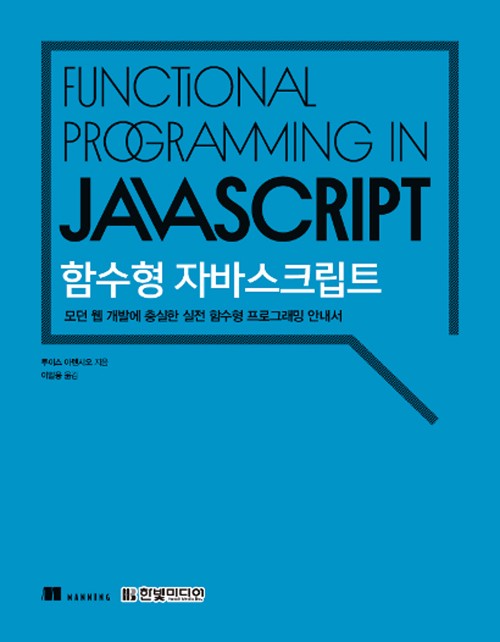 FUNCTIONAL
PROGRAMMING IN
JAVASCRIPT
함수형 자바스크립트
모던 웹 개발에 충실한 실전 함수형 프로그래밍 안내서
루이스 아텐시오 지음
이일웅 옮김
MANNING
한빛미디어